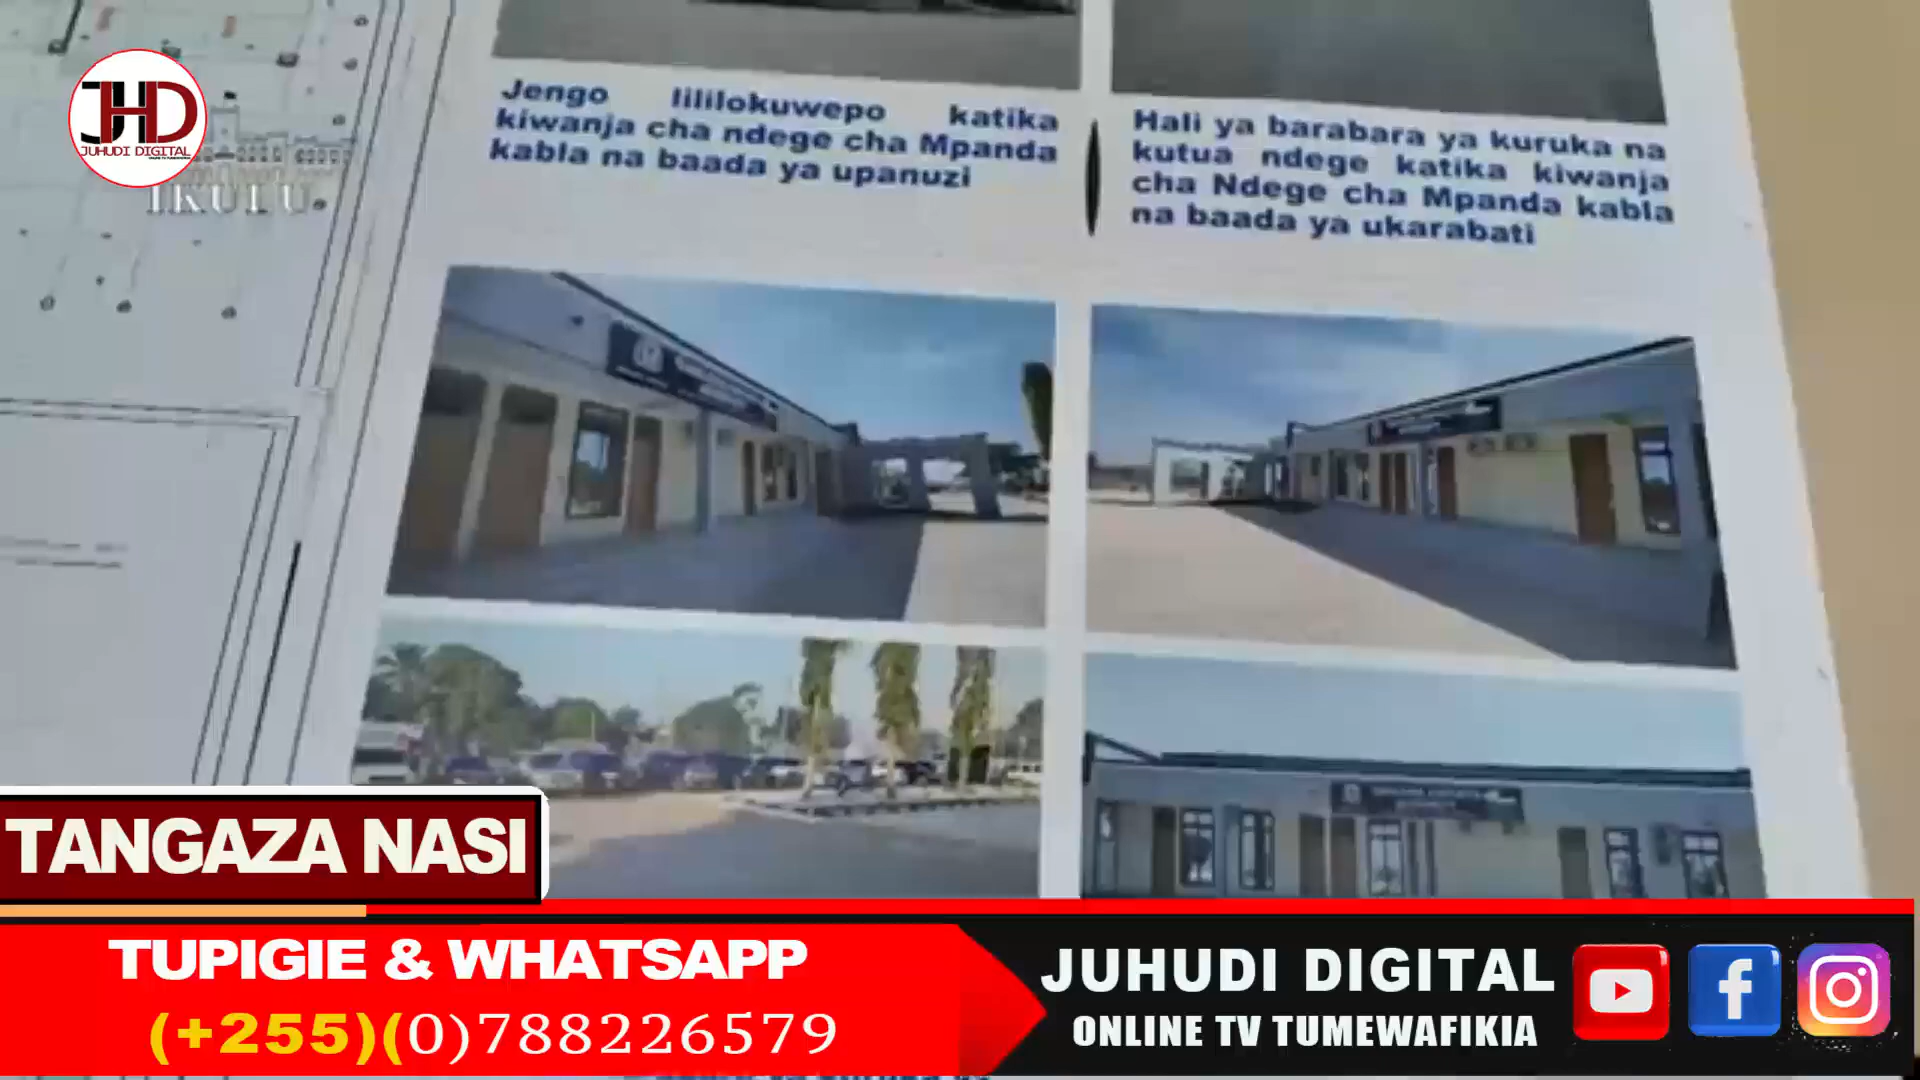 JHD
JUHUDI DIGITAL
IKULU
Jengo lililokuwepo katika
kiwanja cha ndege cha Mpanda
kabla na baada ya upanuzi
Hali ya barabara ya kuruka na
kutua ndege katika kiwanja
cha Ndege cha Mpanda kabla
na baada ya ukarabati
TANGAZA NASI
TUPIGIE & WHATSAPP
(+255)(0)788226579
JUHUDI DIGITAL
ONLINE TV TUMEWAFIKIA